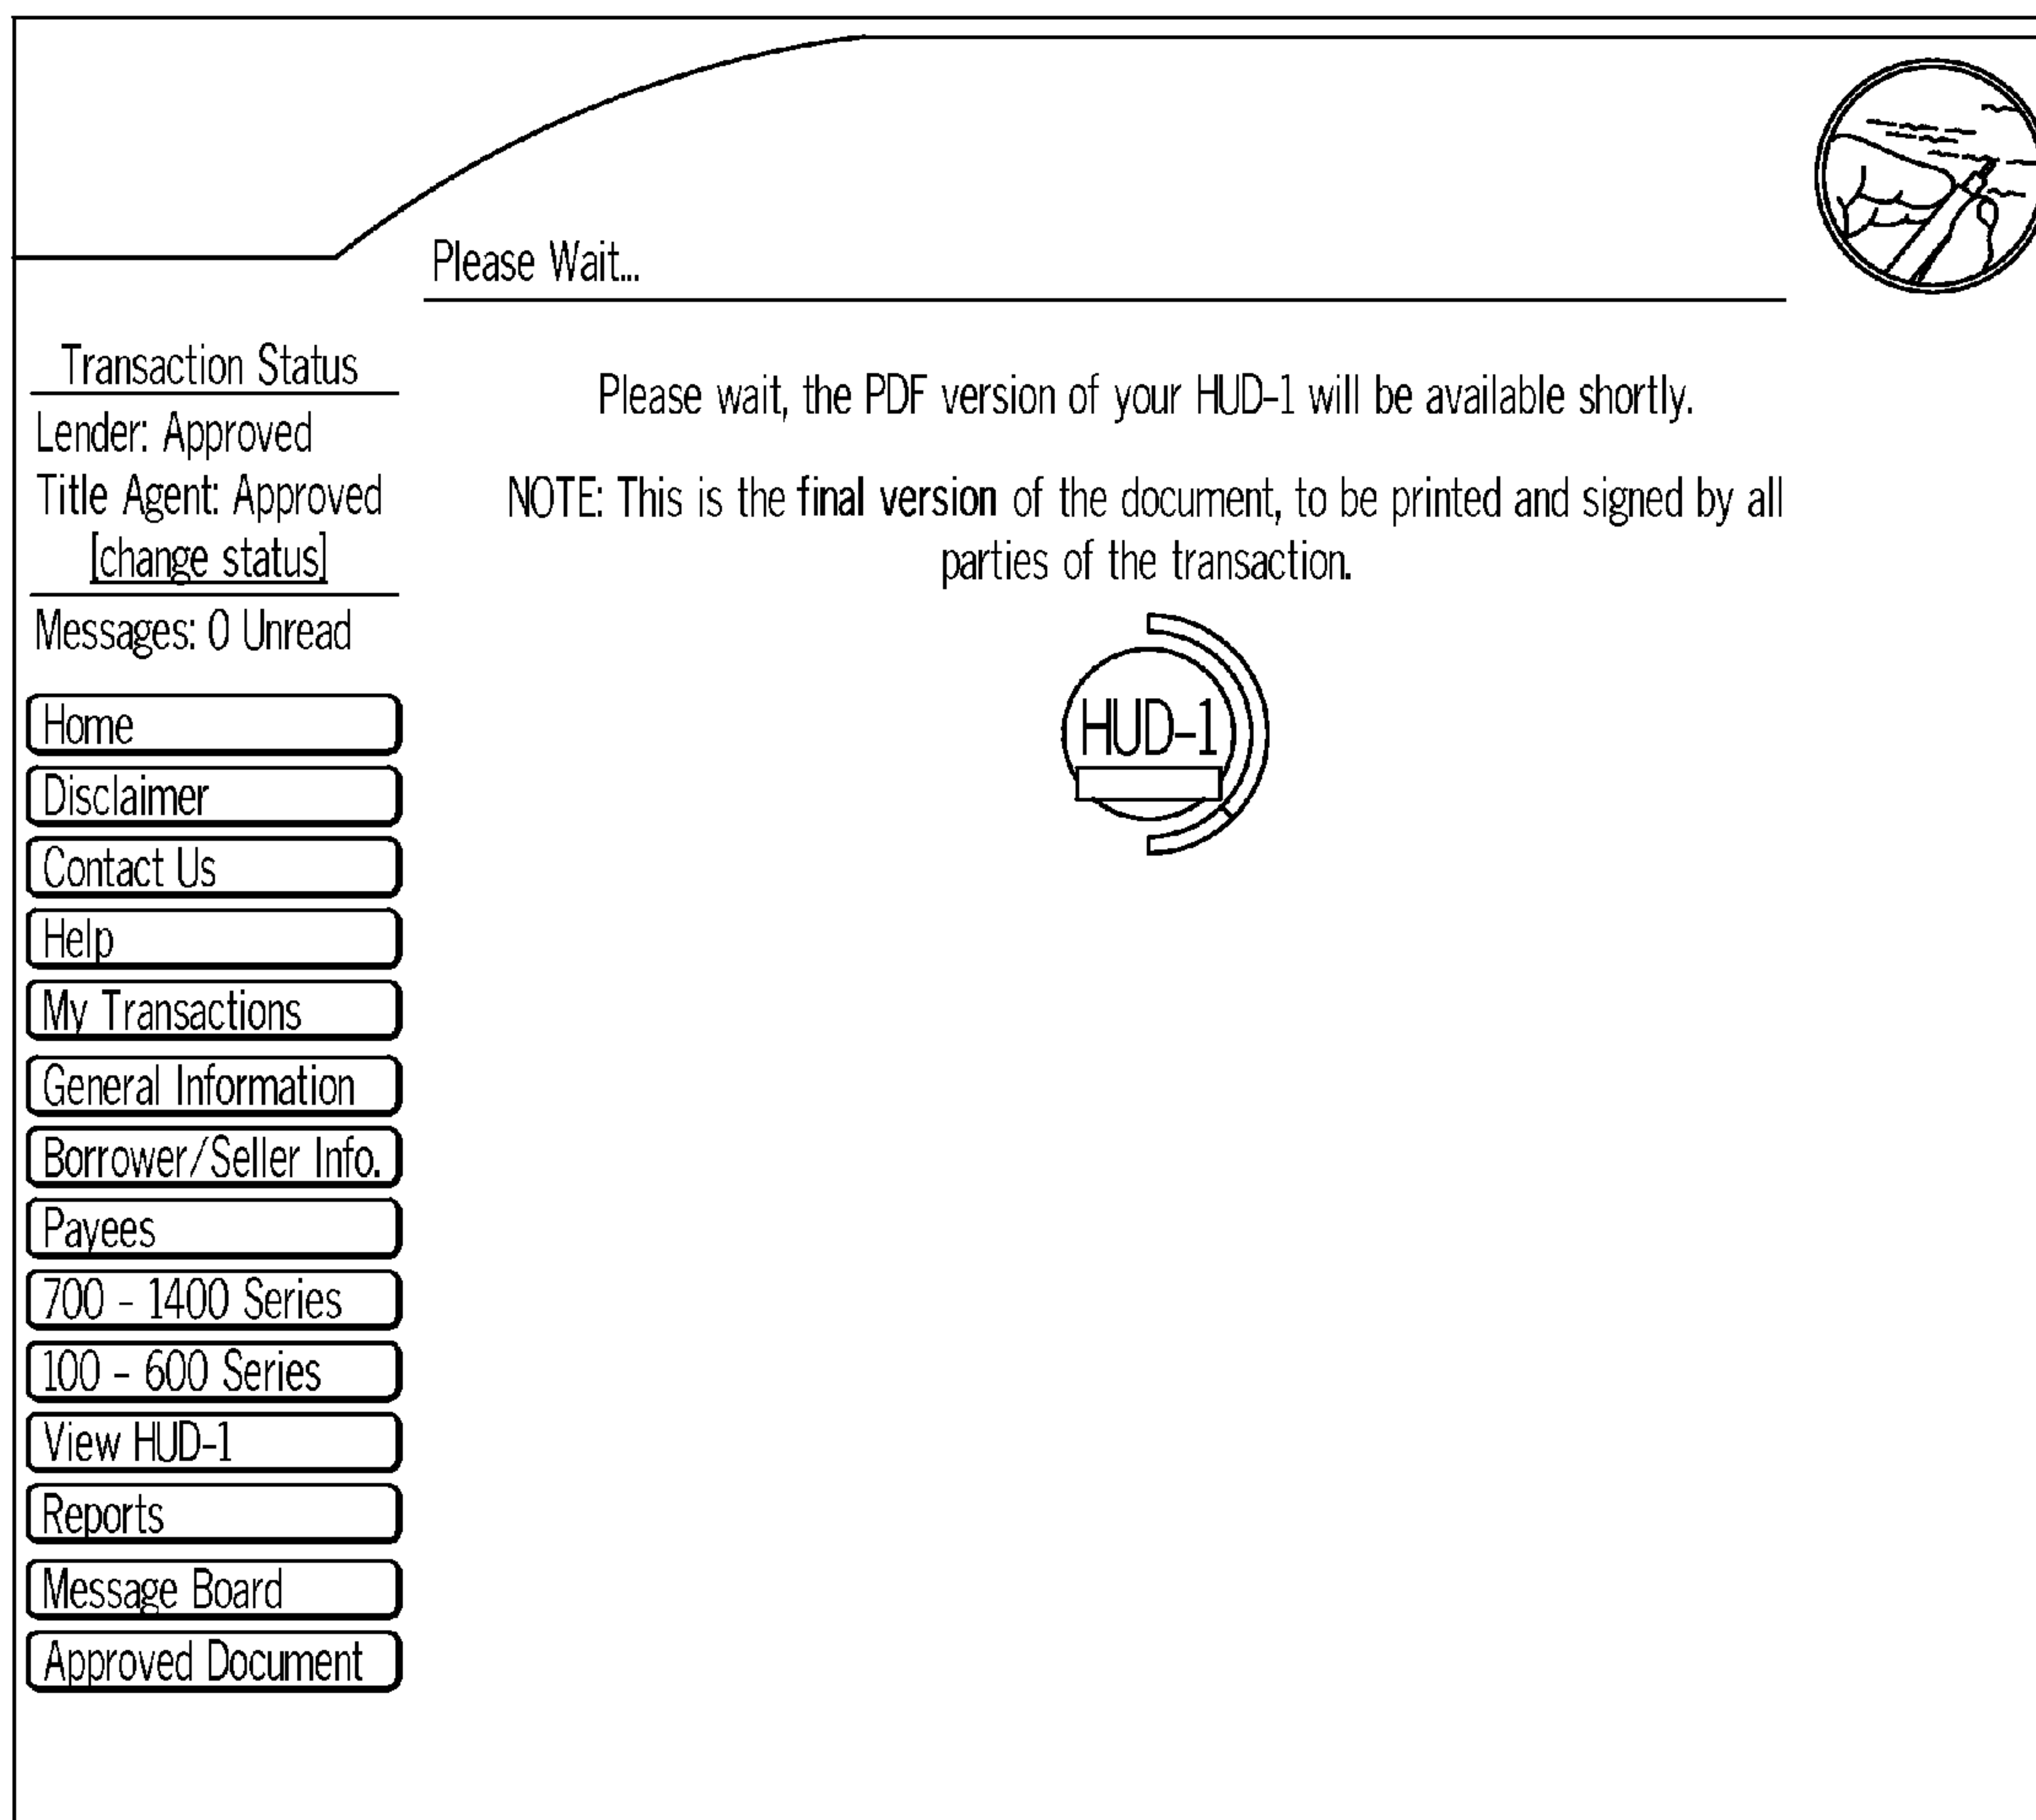 Please Wait...
Transaction Status
Lender: Approved
Title Agent: Approved
[change status]
Messages: 0 Unread
Home
Disclaimer
Contact Us
Help
My Transactions
General Information
Borrower/Seller Info.
Payees
700 - 1400 Series
100 - 600 Series
View HUD-1
Reports
Message Board
Approved Document
Please wait, the PDF version of your HUD-1 will be available shortly.
NOTE: This is the final version of the document, to be printed and signed by all
parties of the transaction.
HUD-1